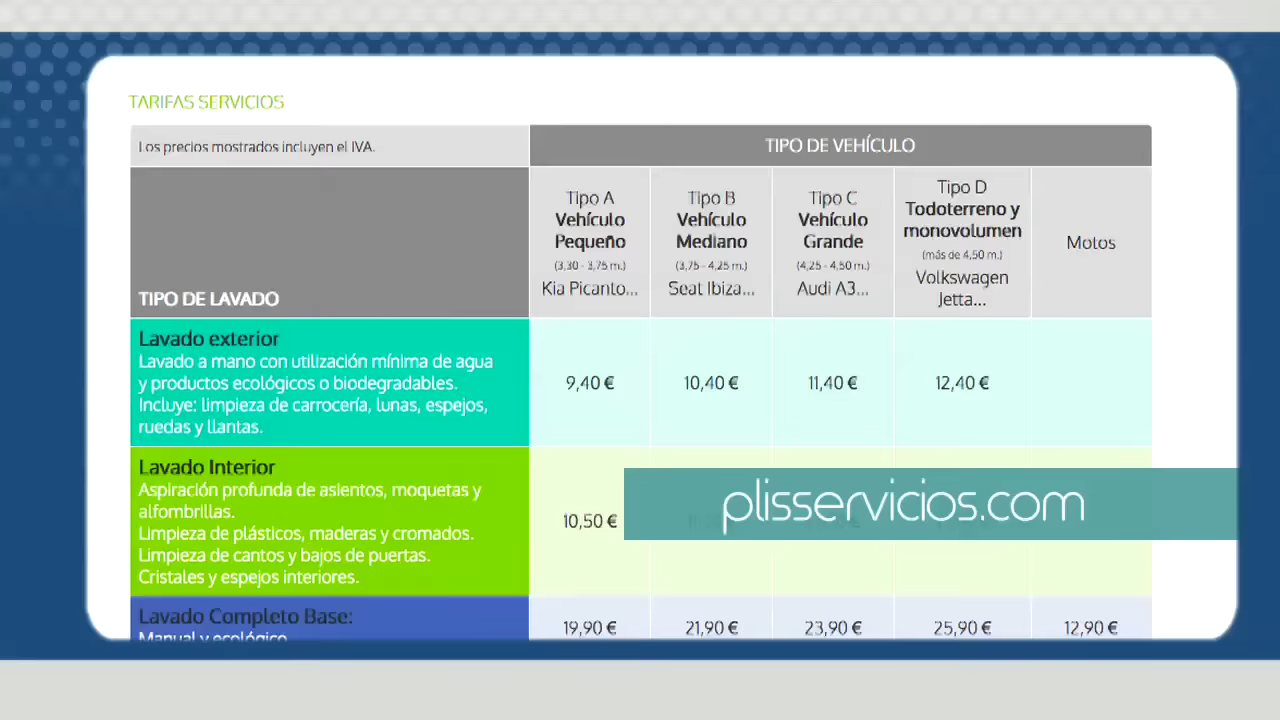 TARIFAS SERVICIOS
Los precios mostrados incluyen el IVA.
TIPO DE VEHÍCULO
TIPO DE LAVADO
Tipo A
Vehículo
Pequeño
(3,30 - 3,75 m.)
Kia Picanto...
Tipo B
Vehículo
Mediano
(3,75 - 4,25 m.)
Seat Ibiza...
Tipo C
Vehículo
Grande
(4,25 - 4,50 m.)
Audi A3...
Tipo D
Todoterreno y
monovolumen
(más de 4,50 m.)
Volkswagen
Jetta...
Motos
Lavado exterior
Lavado a mano con utilización mínima de agua
y productos ecológicos o biodegradables.
Incluye: limpieza de carrocería, lunas, espejos,
ruedas y llantas.
9,40 € 10,40 € 11,40 € 12,40 €
Lavado Interior
Aspiración profunda de asientos, moquetas y
alfombrillas.
Limpieza de plásticos, maderas y cromados.
Limpieza de cantos y bajos de puertas.
Cristales y espejos interiores.
10,50 €
plisservicios.com
Lavado Completo Base:
Manual y ecológico
19,90 € 21,90 € 23,90 € 25,90 € 12,90 €